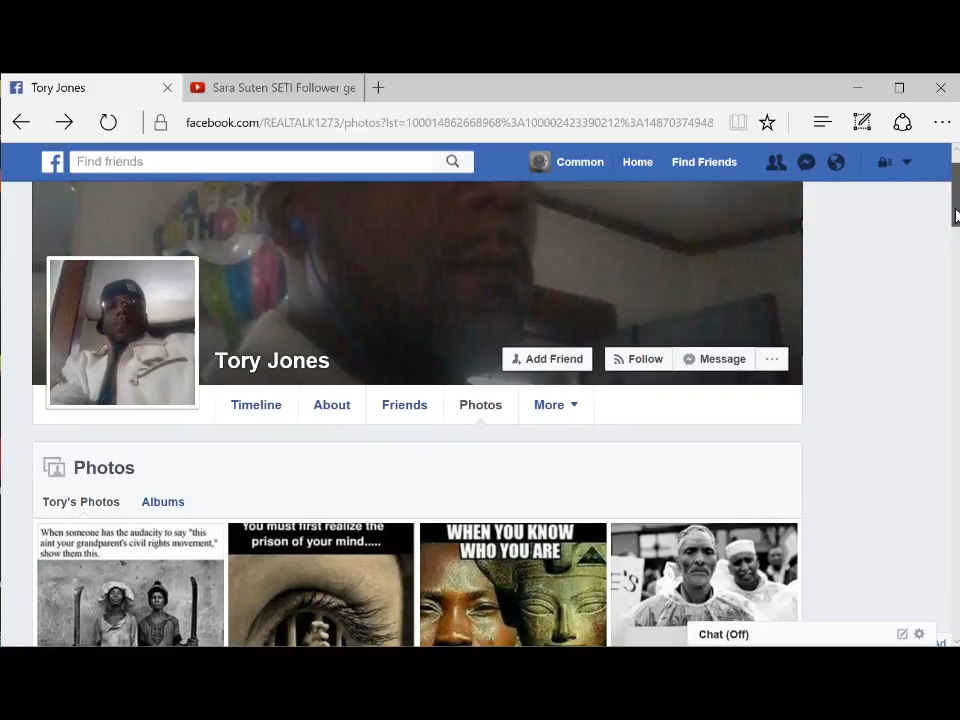 Tory Jones
Sara Suten SETI Follower ge
facebook.com/REALTALK1273/photos?lst=100014862668968%3A100002423390212%3A14870374948
Find friends
Common
Home
Find Friends
Tory Jones
Add Friend
Follow
Message
Timeline
About
Friends
Photos
More
Photos
Tory's Photos
Albums
When someone has the audacity to say "this
aint your grandparent's civil rights movement,"
show them this.
You must first realize the
prison of your mind.....
WHEN YOU KNOW
WHO YOU ARE
Chat (Off)